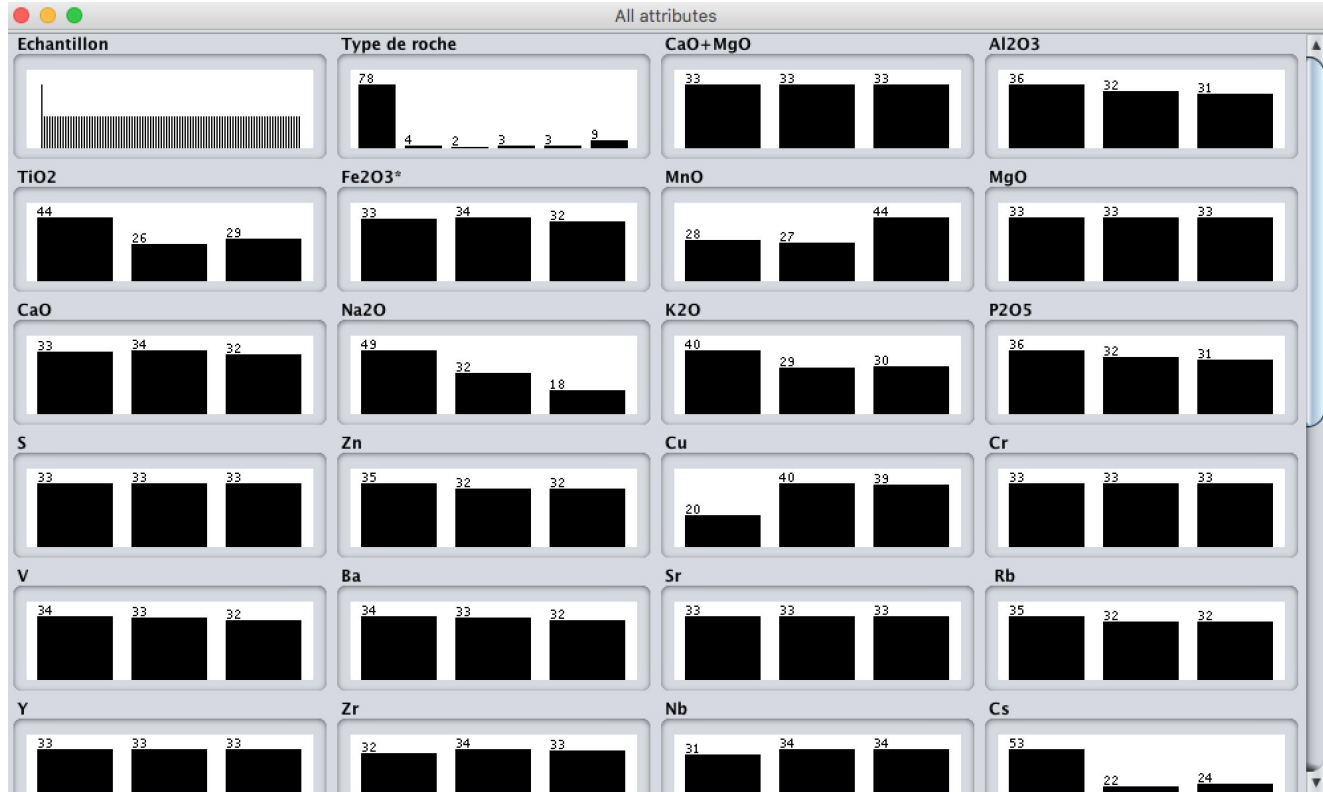 All attributes
Echantillon Type de roche CaO+MgO Al2O3
78 4 2 3 3 9 33 33 33 36 32 31
TiO2 Fe2O3* MnO MgO
44 26 29 33 34 32 28 27 44 33 33 33
CaO Na2O K2O P2O5
33 34 32 49 32 18 40 29 30 36 32 31
S Zn Cu Cr
33 33 33 35 32 32 20 40 39 33 33 33
V Ba Sr Rb
34 33 32 34 33 32 33 33 33 35 32 32
Y Zr Nb Cs
33 33 33 32 34 33 31 34 34 53 22 24